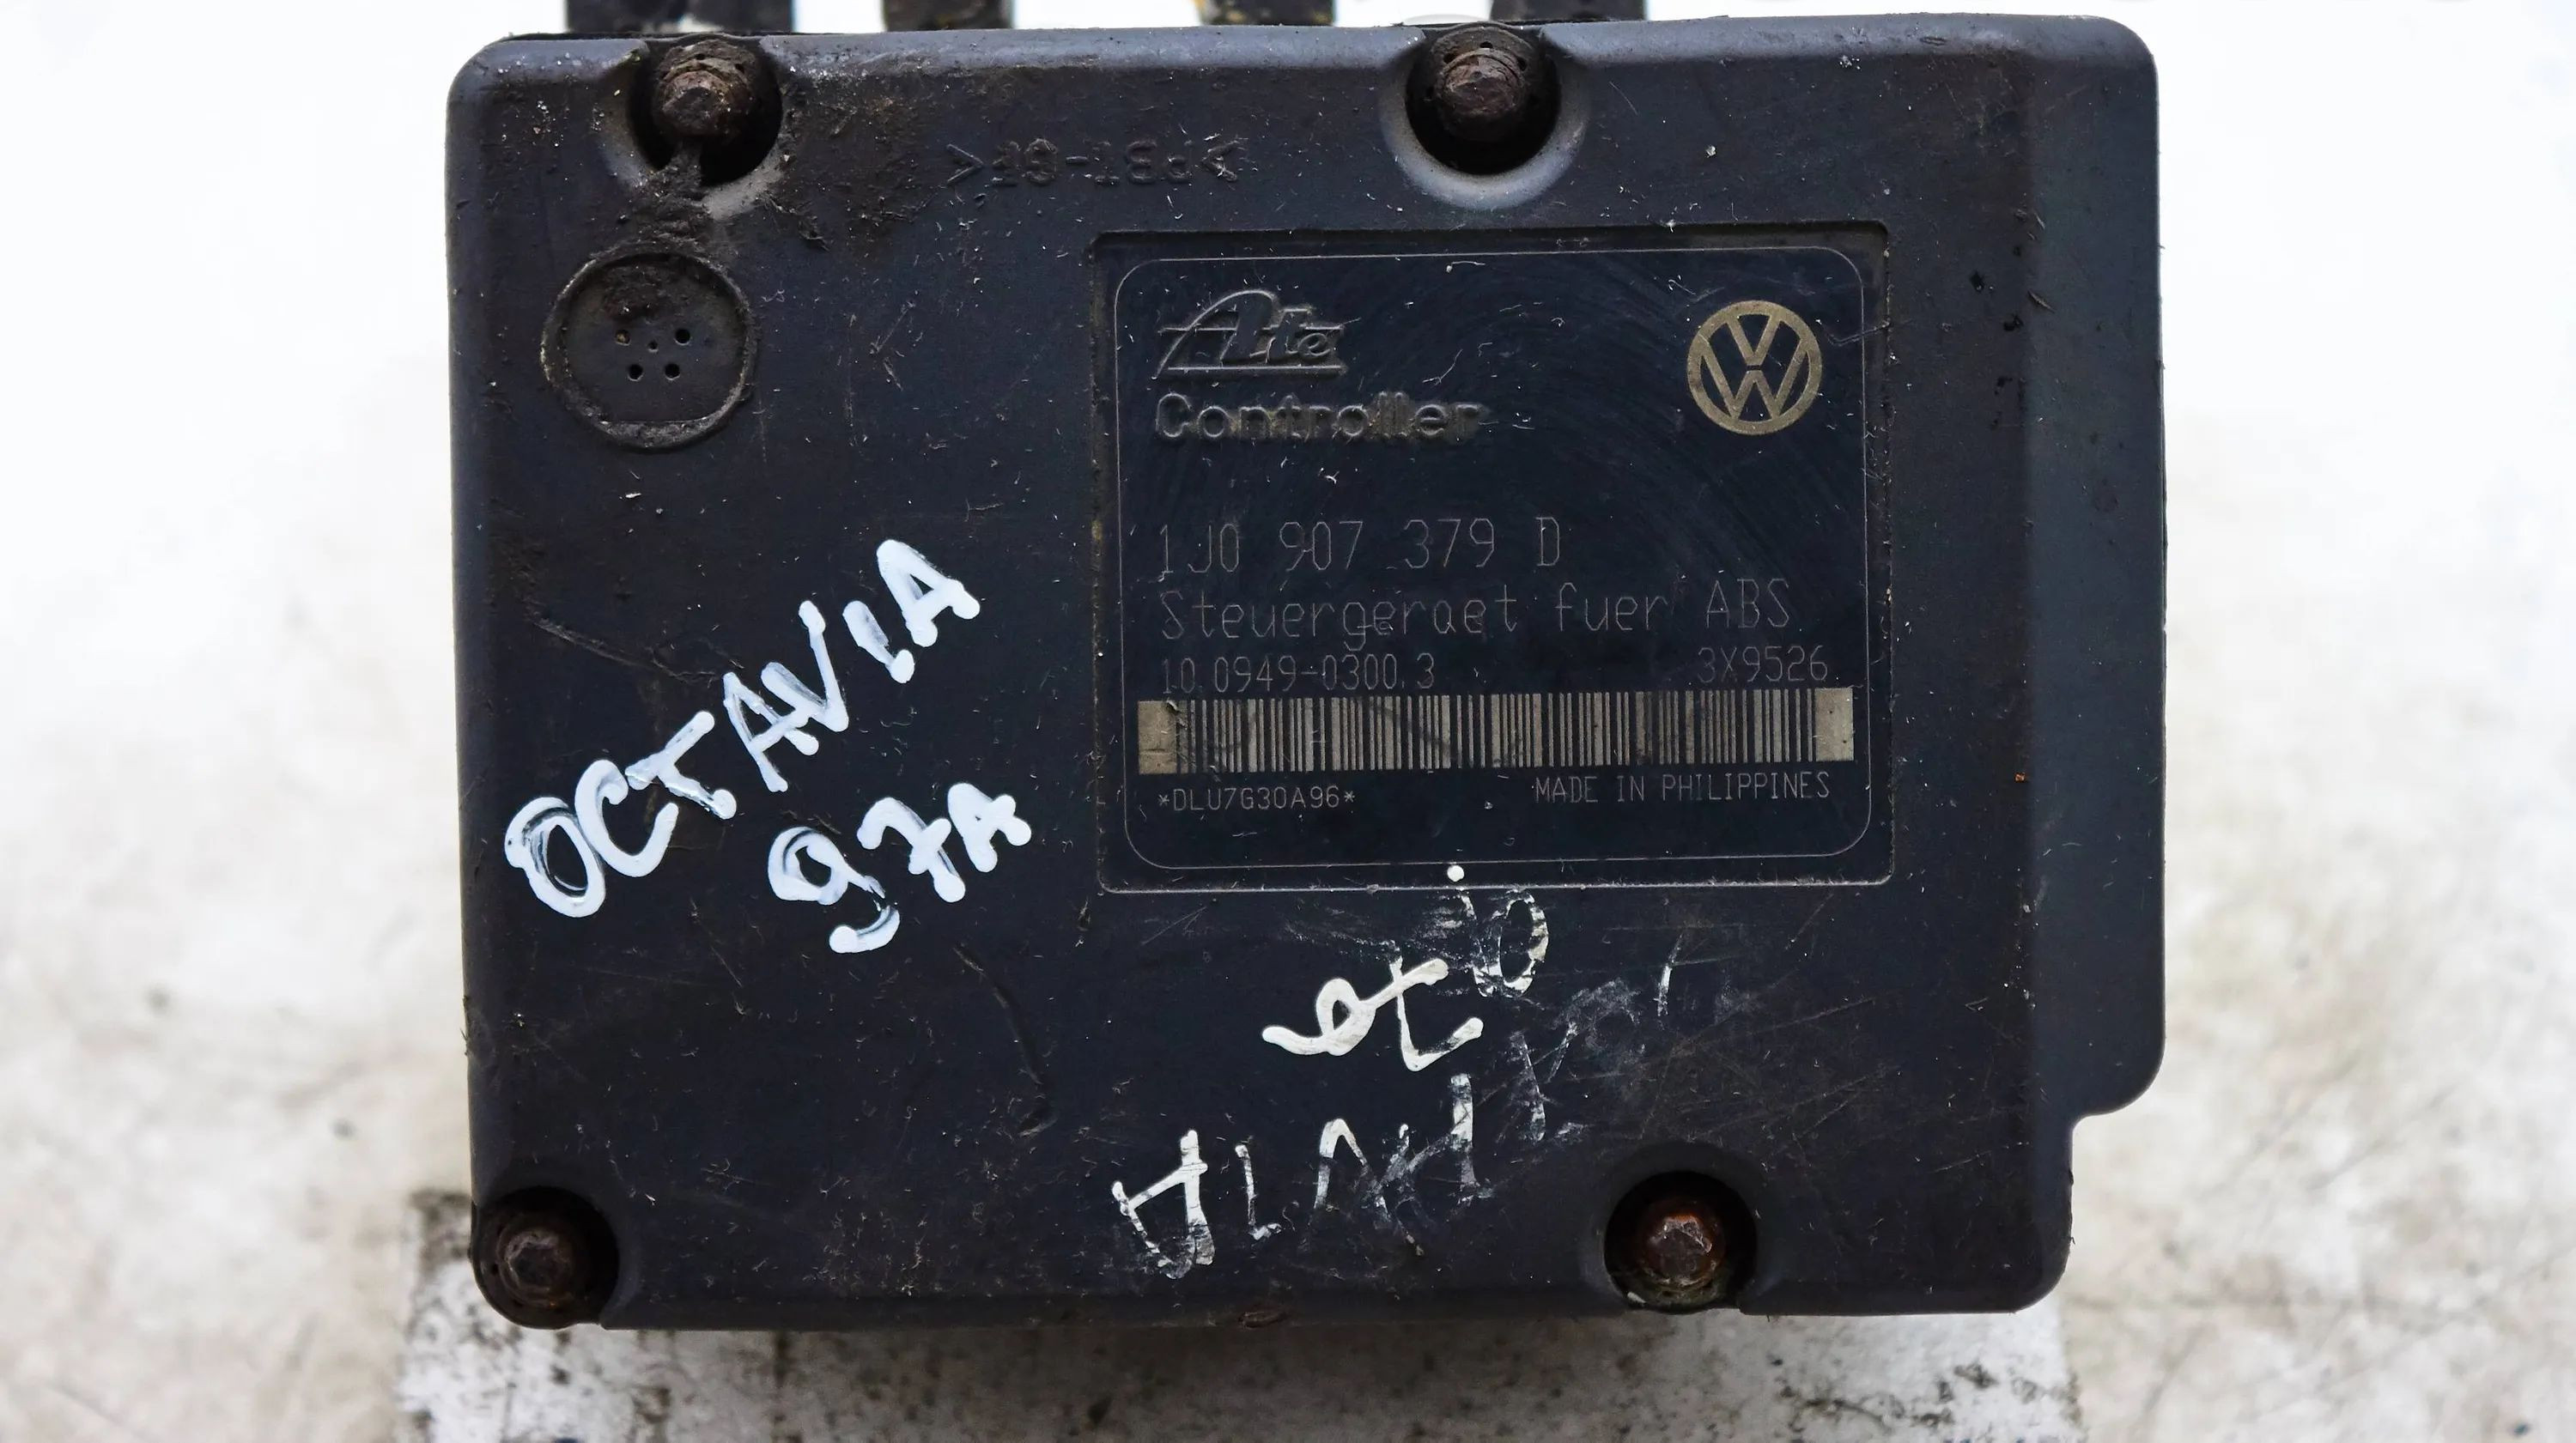 >PBT-GF<
Ate
Controller
1J0 907 379 D
Steuergeraet fuer ABS
10.0949-0300.3 3X9526
*DLU7G30A96*
MADE IN PHILIPPINES
OCTAVIA
97A